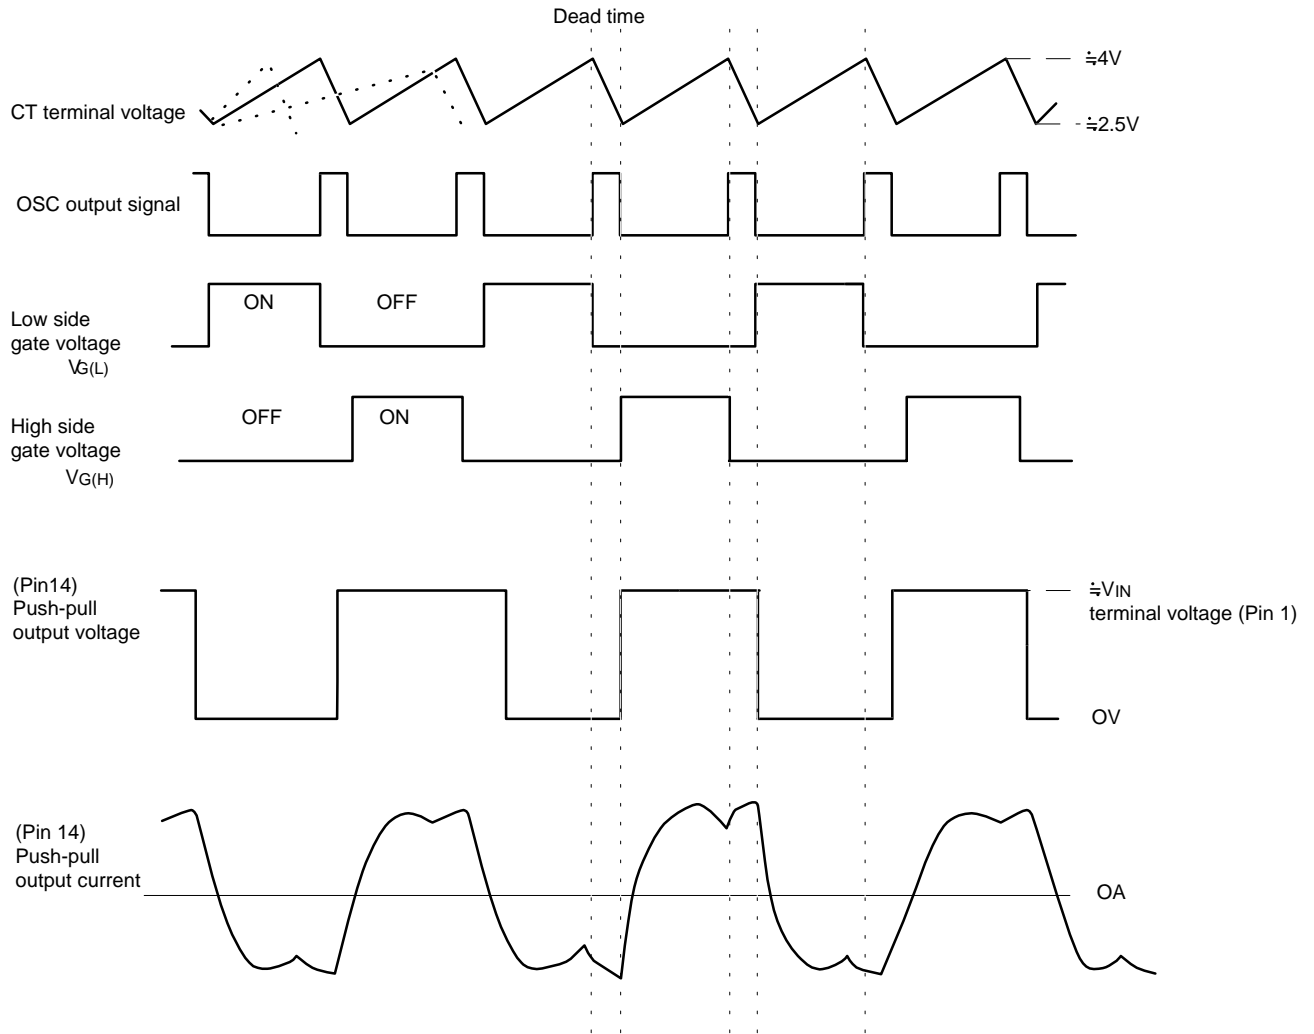 Dead time
≒4V
CT terminal voltage
≒2.5V
OSC output signal
ON
OFF
Low side
gate voltage
VG(L)
OFF
ON
High side
gate voltage
VG(H)
(Pin14)
Push-pull
output voltage
≒VIN
terminal voltage (Pin 1)
OV
(Pin 14)
Push-pull
output current
OA